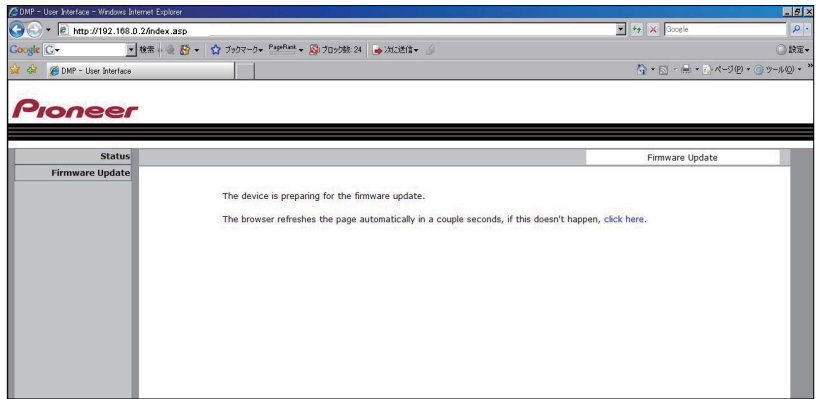 DMP - User Interface - Windows Internet Explorer
http://192.168.0.2/index.asp
Google
Google G 検索 ブックマーク PageRank ブロック数: 24 次に送信 設定
DMP - User Interface ページ(P) ツール(O)
Pioneer
Status Firmware Update
Firmware Update
The device is preparing for the firmware update.
The browser refreshes the page automatically in a couple seconds, if this doesn't happen, click here.